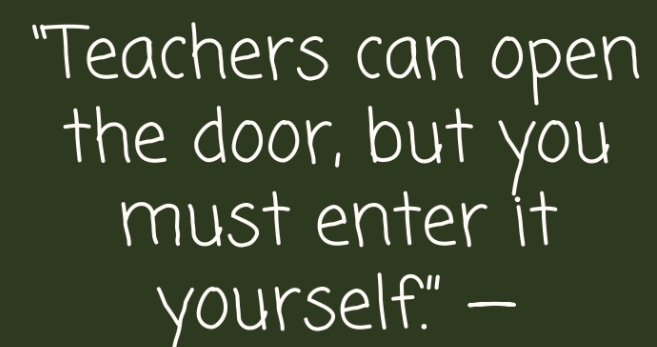 "Teachers can open
the door, but you
must enter it
yourself." —